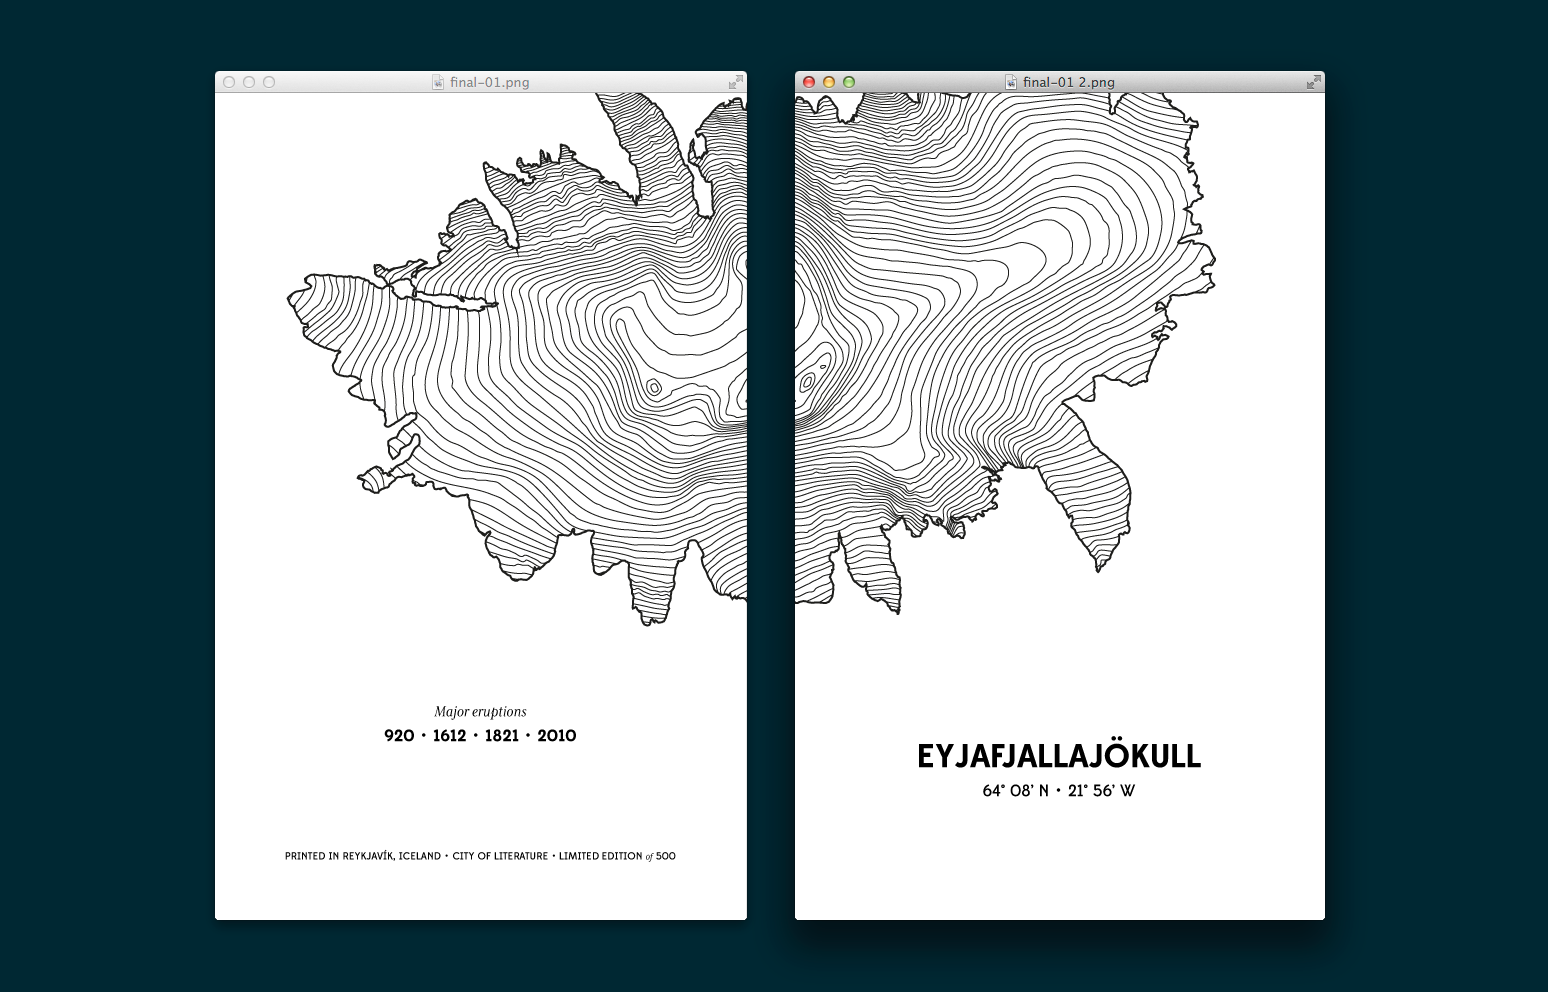 final-01.png
Major eruptions
920 • 1612 • 1821 • 2010
PRINTED IN REYKJAVÍK, ICELAND • CITY OF LITERATURE • LIMITED EDITION of 500
final-01 2.png
EYJAFJALLAJÖKULL
64° 08' N • 21° 56' W